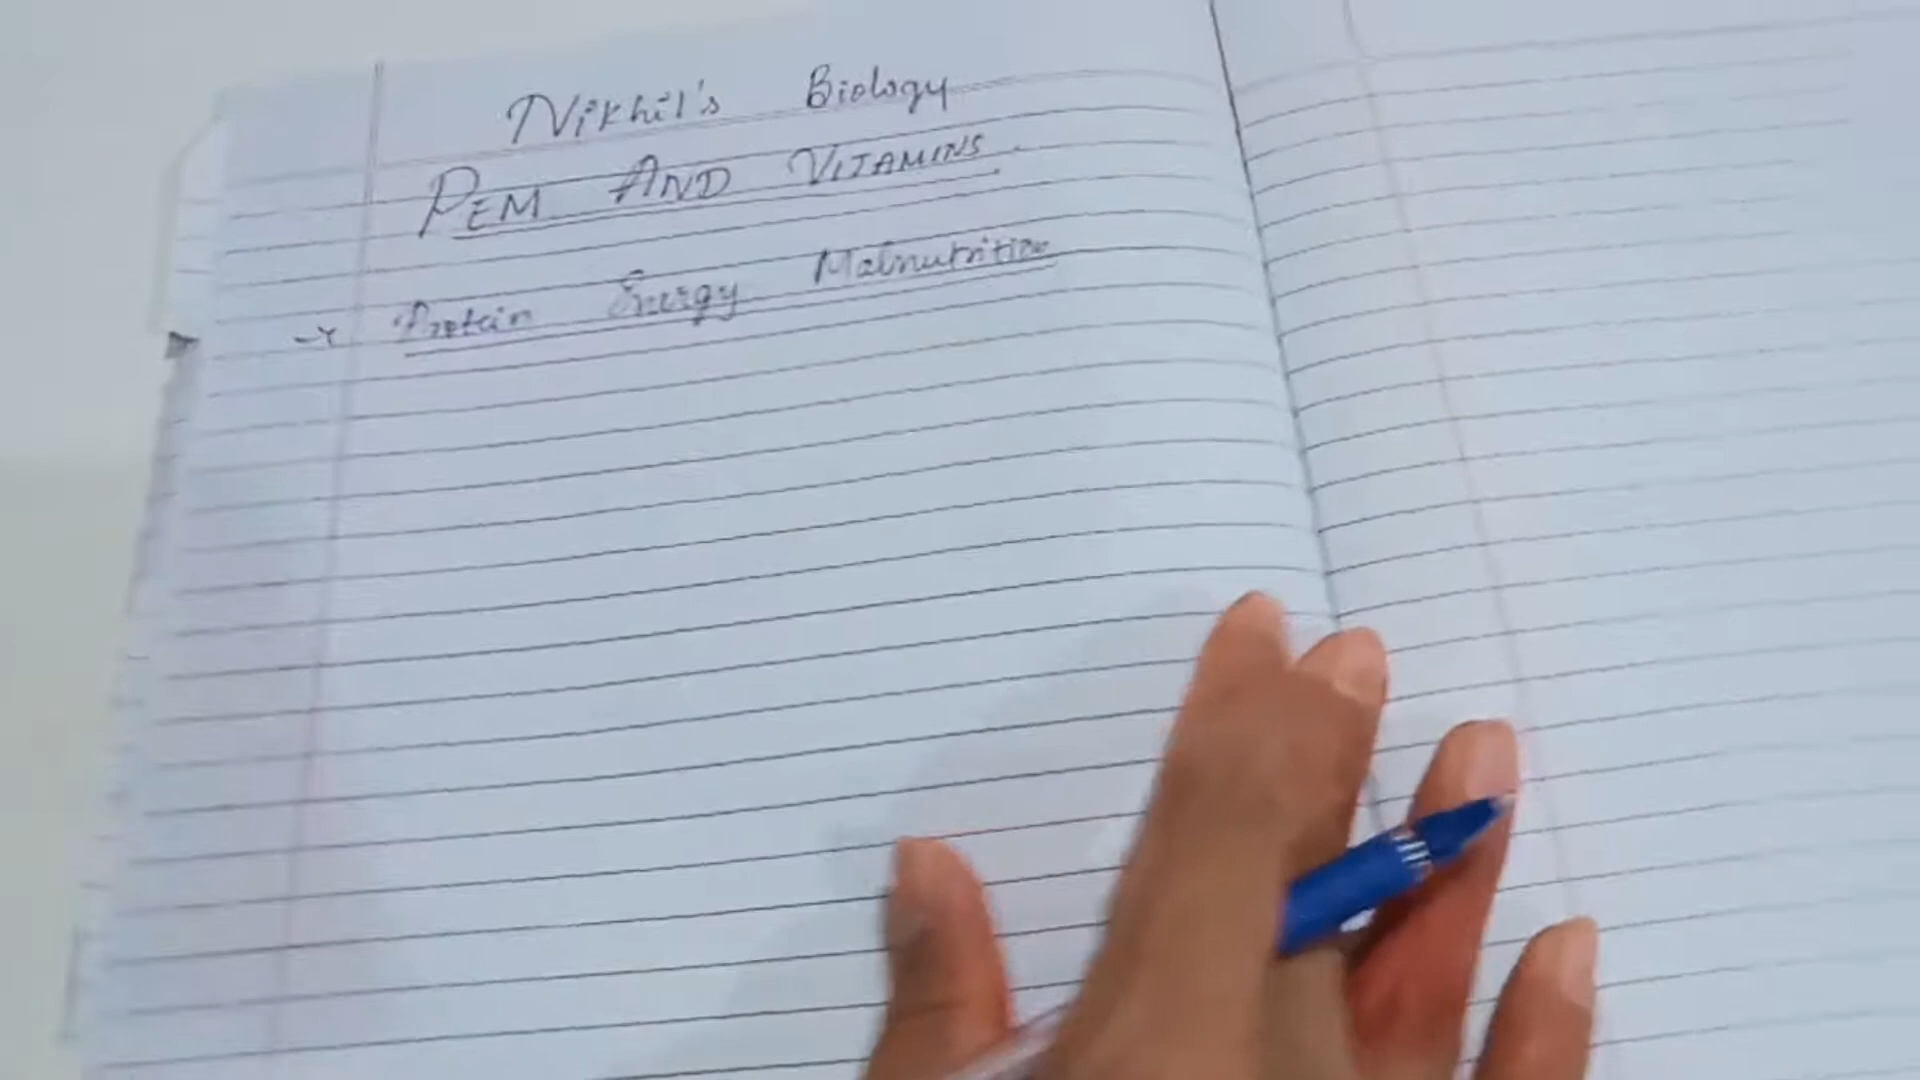 Nikhil's Biology
PEM AND VITAMINS.
→ Protein Energy Malnutrition